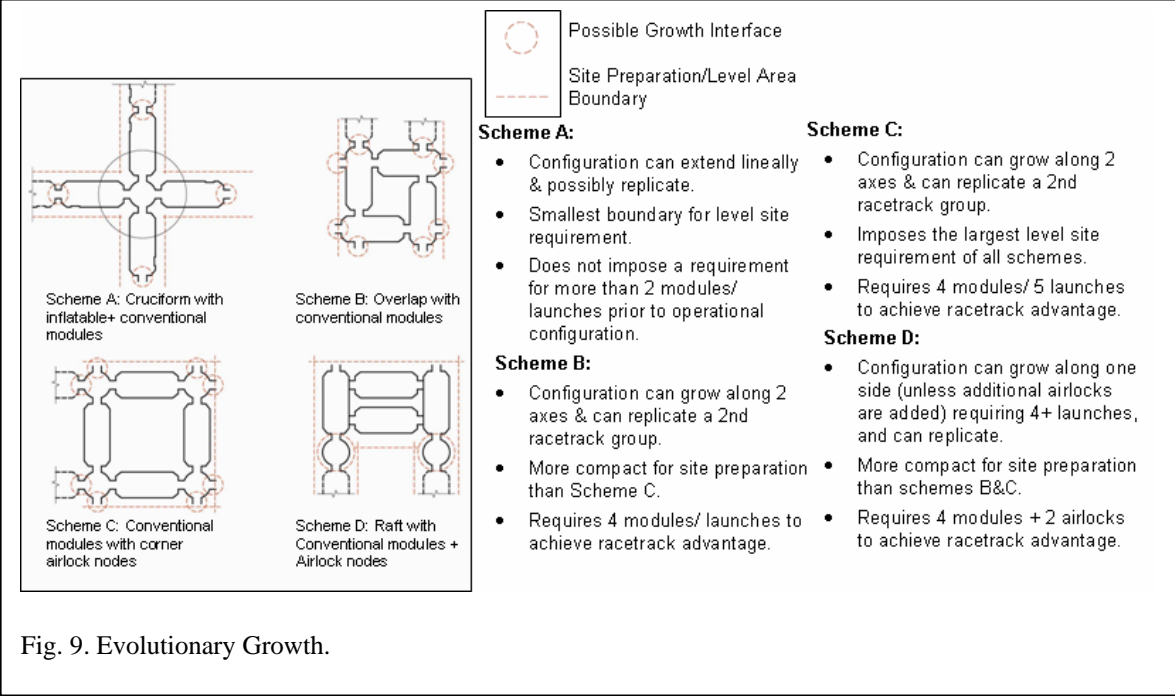 Possible Growth Interface
Site Preparation/Level Area
Boundary
Scheme A: Cruciform with
inflatable+ conventional
modules
Scheme B: Overlap with
conventional modules
Scheme C: Conventional
modules with corner
airlock nodes
Scheme D: Raft with
Conventional modules +
Airlock nodes
Scheme A:
• Configuration can extend lineally
& possibly replicate.
• Smallest boundary for level site
requirement.
• Does not impose a requirement
for more than 2 modules/
launches prior to operational
configuration.
Scheme B:
• Configuration can grow along 2
axes & can replicate a 2nd
racetrack group.
• More compact for site preparation
than Scheme C.
• Requires 4 modules/ launches to
achieve racetrack advantage.
Scheme C:
• Configuration can grow along 2
axes & can replicate a 2nd
racetrack group.
• Imposes the largest level site
requirement of all schemes.
• Requires 4 modules/ 5 launches
to achieve racetrack advantage.
Scheme D:
• Configuration can grow along one
side (unless additional airlocks
are added) requiring 4+ launches,
and can replicate.
• More compact for site preparation
than schemes B&C.
• Requires 4 modules + 2 airlocks
to achieve racetrack advantage.
Fig. 9. Evolutionary Growth.